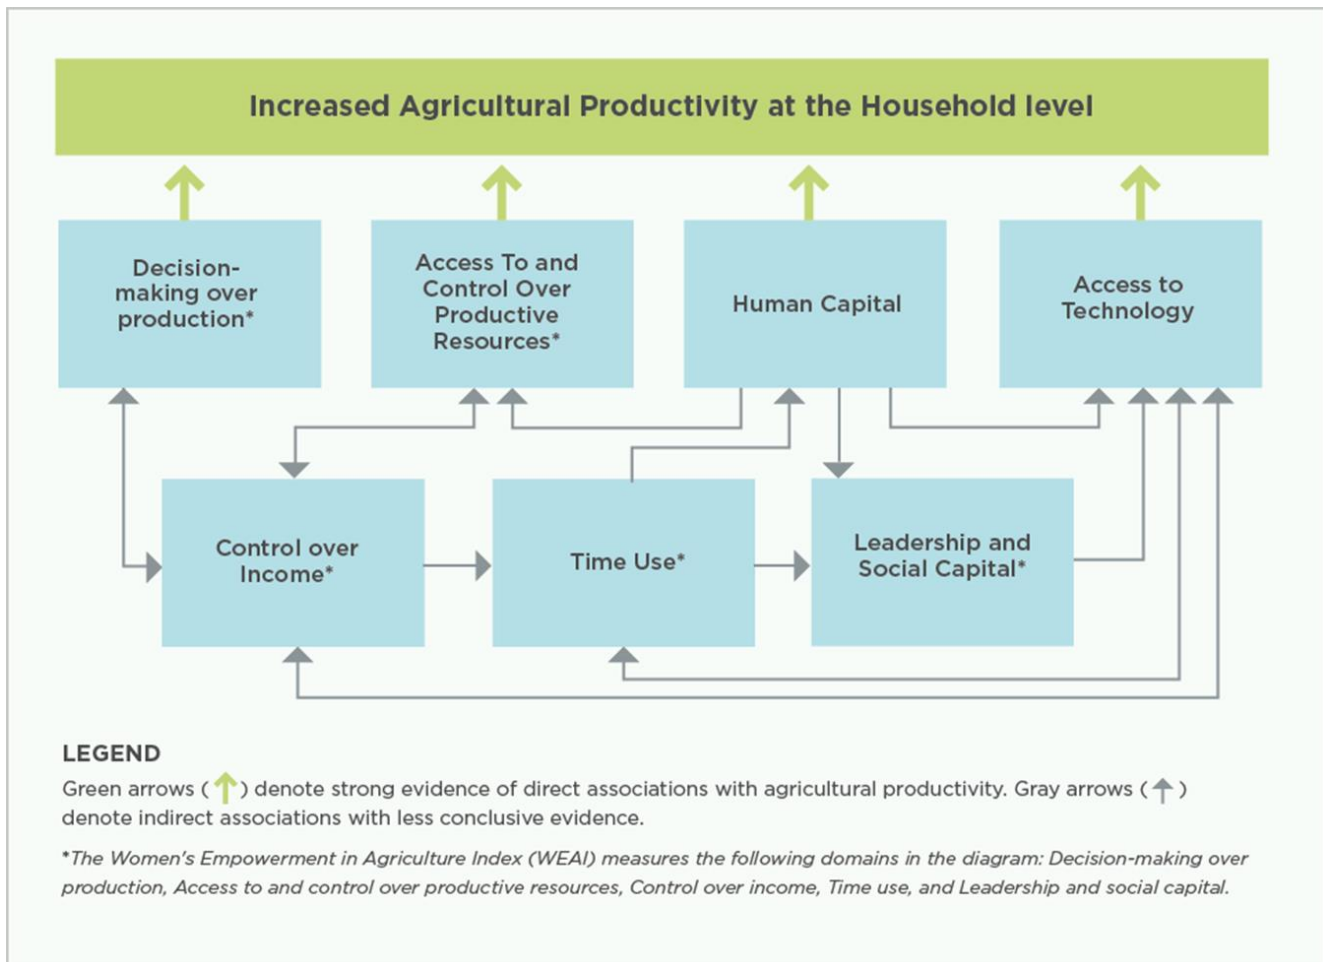 Increased Agricultural Productivity at the Household level
Decision-
making over
production*
Access To and
Control Over
Productive
Resources*
Human Capital
Access to
Technology
Control over
Income*
Time Use*
Leadership and
Social Capital*
LEGEND
Green arrows (↑) denote strong evidence of direct associations with agricultural productivity. Gray arrows (↑)
denote indirect associations with less conclusive evidence.
*The Women's Empowerment in Agriculture Index (WEAI) measures the following domains in the diagram: Decision-making over
production, Access to and control over productive resources, Control over income, Time use, and Leadership and social capital.